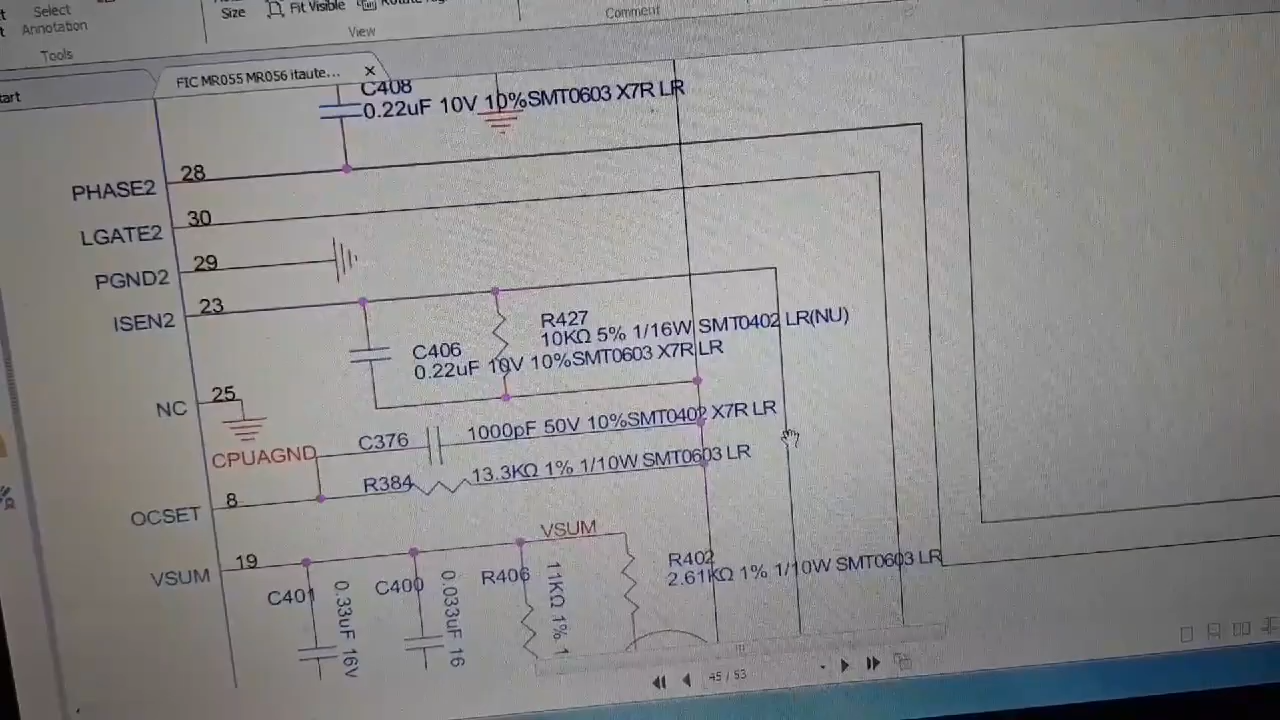 Select
Annotation
Tools
Size
Fit Visible
View
Comment
FIC MR055 MR056 itaute... X
C408
0.22uF 10V 10%SMT0603 X7R LR
PHASE2
28
LGATE2
30
PGND2
29
ISEN2
23
R427
10KΩ 5% 1/16W SMT0402 LR(NU)
C406
0.22uF 10V 10%SMT0603 X7R LR
NC
25
CPUAGND
C376
1000pF 50V 10%SMT0402 X7R LR
OCSET
8
R384
13.3KΩ 1% 1/10W SMT0603 LR
VSUM
19
VSUM
C401
0.33uF 16V
C400
0.033uF 16
R406
11KΩ 1% 1
R402
2.61KΩ 1% 1/10W SMT0603 LR
45 / 53